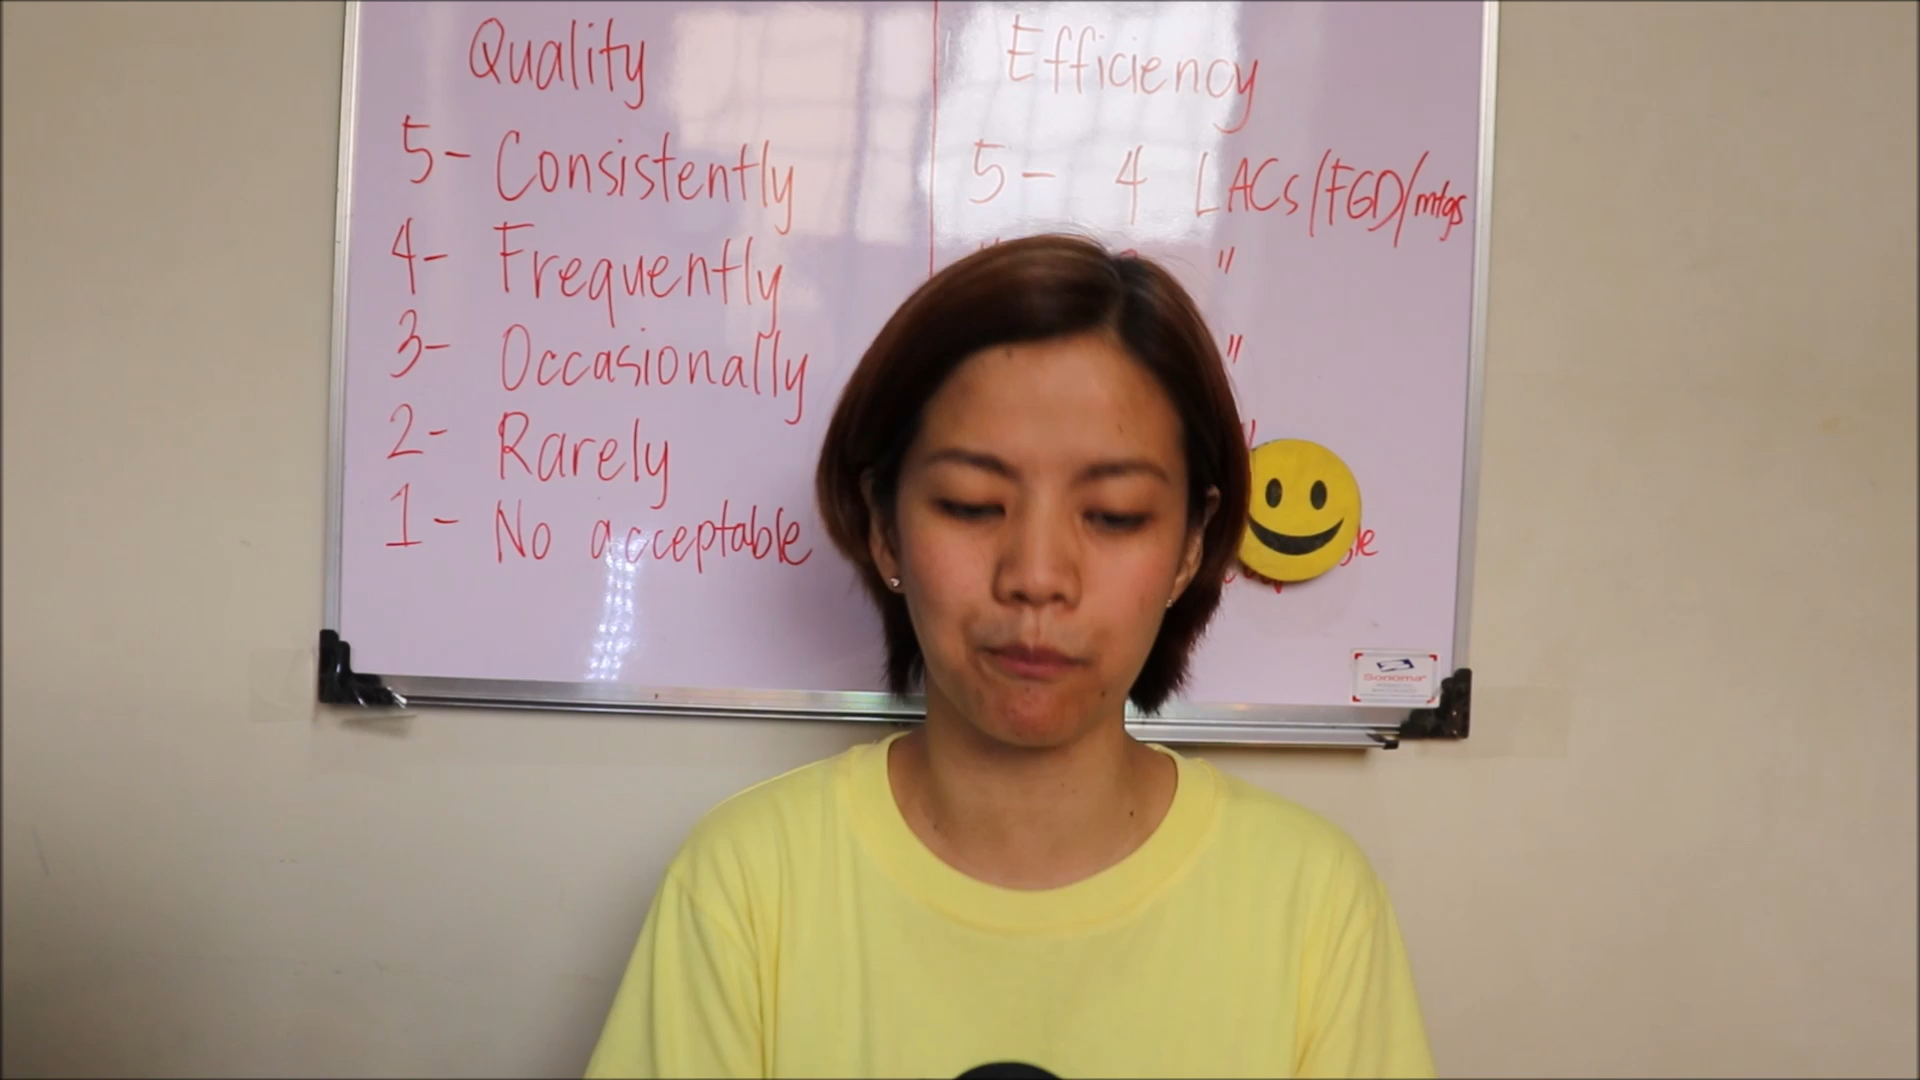 Quality
5- Consistently
4- Frequently
3- Occasionally
2- Rarely
1- No acceptable
Efficiency
5- 4 LACs/FGD/mtgs
"
"
"
Sonoma